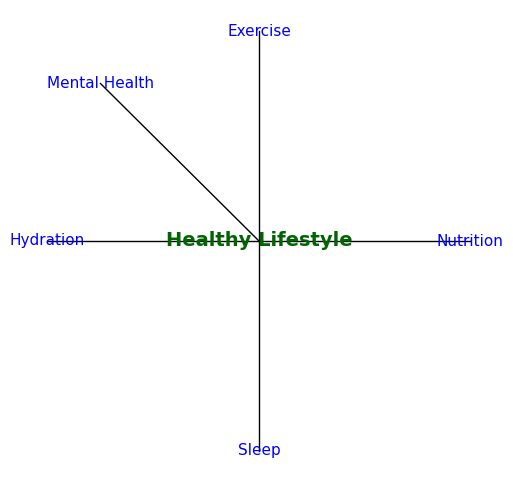 Exercise
Mental Health
Hydration
Healthy Lifestyle
Nutrition
Sleep